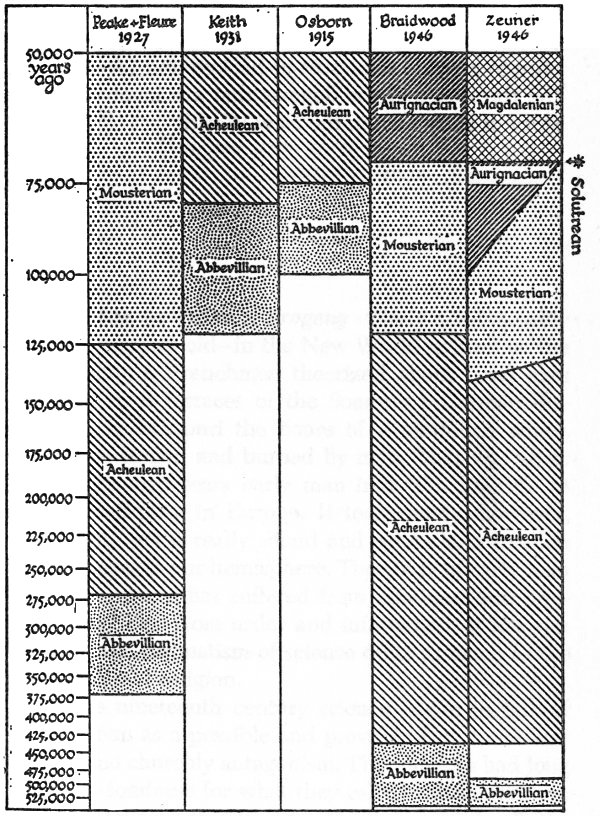 Peake + Fleure
1927
Keith
1931
Osborn
1915
Braidwood
1946
Zeuner
1946
50,000
years
ago
75,000
100,000
125,000
150,000
175,000
200,000
225,000
250,000
275,000
300,000
325,000
350,000
375,000
400,000
425,000
450,000
475,000
500,000
525,000
Mousterian
Acheulean
Abbevillian
Acheulean
Abbevillian
Acheulean
Abbevillian
Aurignacian
Mousterian
Acheulean
Abbevillian
Magdalenian
Aurignacian
Mousterian
Acheulean
Abbevillian
Solutrean